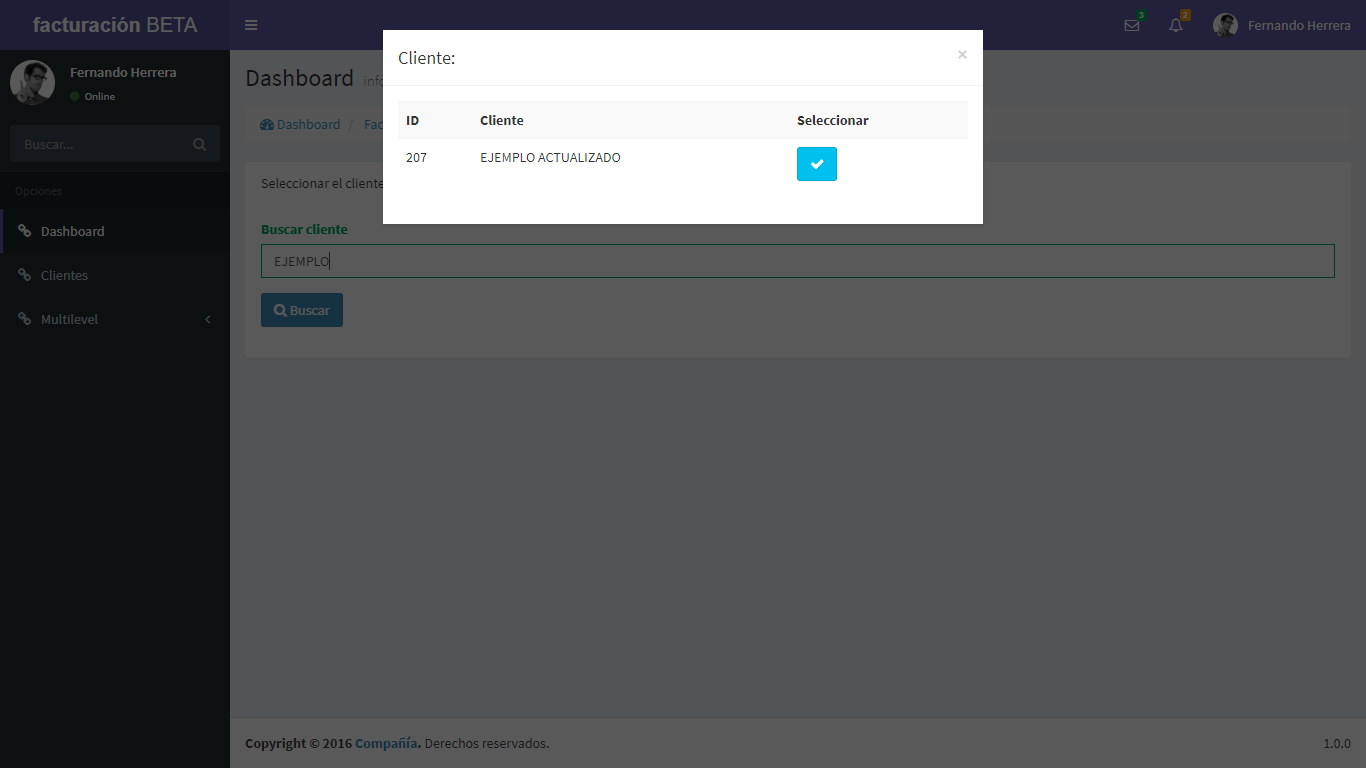 facturación BETA
3
2
Fernando Herrera
Fernando Herrera
Online
Buscar...
Opciones
Dashboard
Clientes
Multilevel
Cliente:
×
ID Cliente Seleccionar
207 EJEMPLO ACTUALIZADO
Dashboard info
Dashboard / Fac
Seleccionar el cliente
Buscar cliente
EJEMPLO
Buscar
Copyright © 2016 Compañía. Derechos reservados.
1.0.0